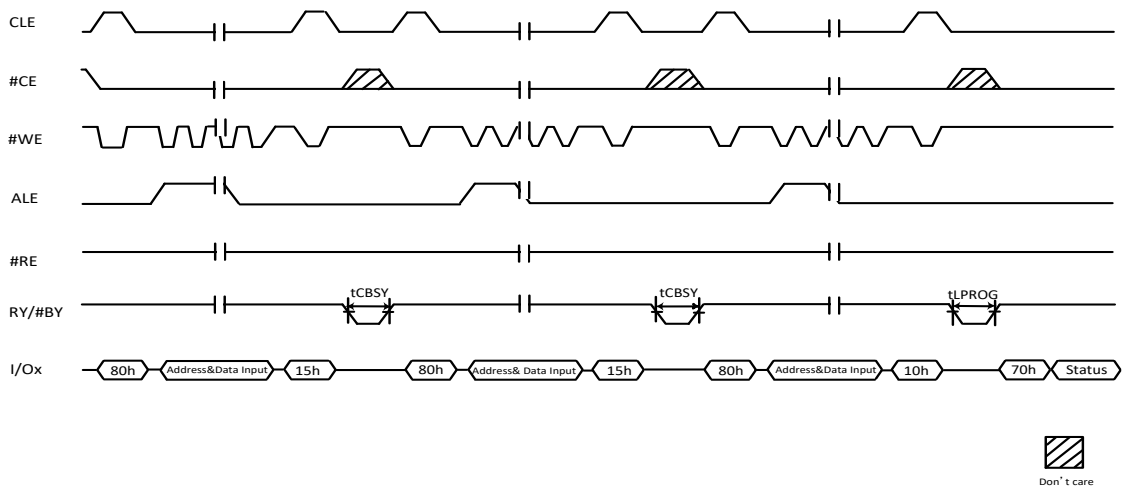 CLE
#CE
#WE
ALE
#RE
RY/#BY tCBSY tCBSY tLPROG
I/Ox 80h Address&Data Input 15h 80h Address& Data Input 15h 80h Address&Data Input 10h 70h Status
Don't care